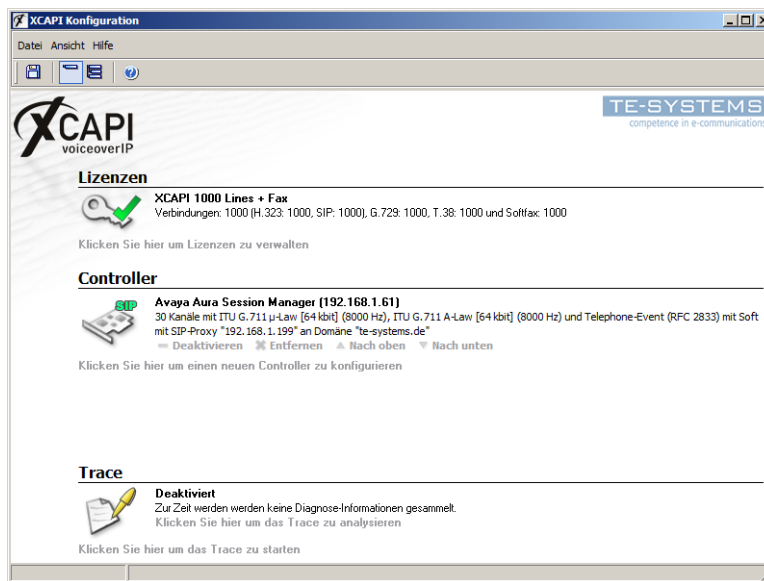 XCAPI Konfiguration
Datei Ansicht Hilfe
XCAPI
voiceoverIP
TE-SYSTEMS
competence in e-communications
Lizenzen
XCAPI 1000 Lines + Fax
Verbindungen: 1000 (H.323: 1000, SIP: 1000), G.729: 1000, T.38: 1000 und Softfax: 1000
Klicken Sie hier um Lizenzen zu verwalten
Controller
SIP
Avaya Aura Session Manager (192.168.1.61)
30 Kanäle mit ITU G.711 µ-Law [64 kbit] (8000 Hz), ITU G.711 A-Law [64 kbit] (8000 Hz) und Telephone-Event (RFC 2833) mit Soft
mit SIP-Proxy "192.168.1.199" an Domäne "te-systems.de"
Deaktivieren Entfernen Nach oben Nach unten
Klicken Sie hier um einen neuen Controller zu konfigurieren
Trace
Deaktiviert
Zur Zeit werden werden keine Diagnose-Informationen gesammelt.
Klicken Sie hier um das Trace zu analysieren
Klicken Sie hier um das Trace zu starten